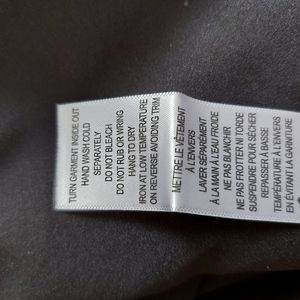 TURN GARMENT INSIDE OUT
HAND WASH COLD
SEPARATELY
DO NOT BLEACH
DO NOT RUB OR WRING
HANG TO DRY
IRON AT LOW TEMPERATURE
ON REVERSE AVOIDING TRIM
METTRE LE VÊTEMENT
À L'ENVERS
LAVER SÉPARÉMENT
À LA MAIN À L'EAU FROIDE
NE PAS BLANCHIR
NE PAS FROTTER NI TORDE
SUSPENDRE POUR SÉCHER
REPASSER À BASSE
TEMPÉRATURE À L'ENVERS
EN ÉVITANT LA GARNITURE